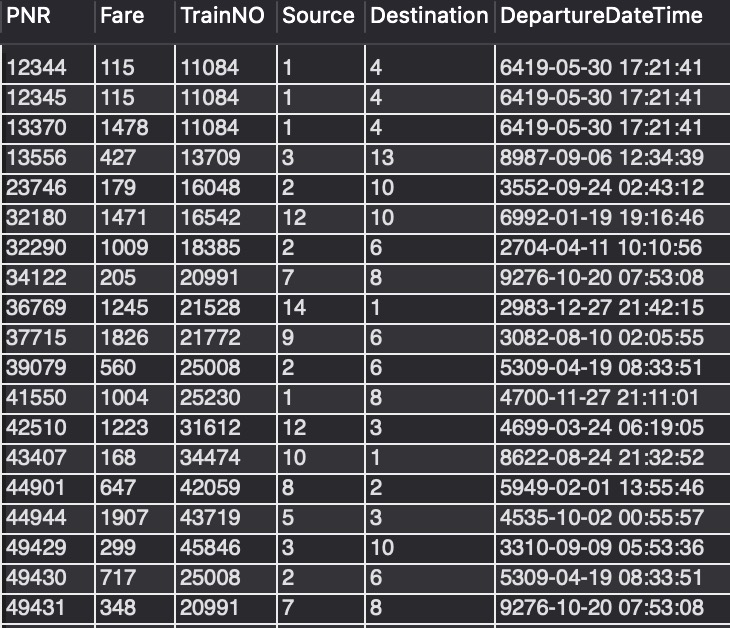 PNR Fare TrainNO Source Destination DepartureDateTime
12344 115 11084 1 4 6419-05-30 17:21:41
12345 115 11084 1 4 6419-05-30 17:21:41
13370 1478 11084 1 4 6419-05-30 17:21:41
13556 427 13709 3 13 8987-09-06 12:34:39
23746 179 16048 2 10 3552-09-24 02:43:12
32180 1471 16542 12 10 6992-01-19 19:16:46
32290 1009 18385 2 6 2704-04-11 10:10:56
34122 205 20991 7 8 9276-10-20 07:53:08
36769 1245 21528 14 1 2983-12-27 21:42:15
37715 1826 21772 9 6 3082-08-10 02:05:55
39079 560 25008 2 6 5309-04-19 08:33:51
41550 1004 25230 1 8 4700-11-27 21:11:01
42510 1223 31612 12 3 4699-03-24 06:19:05
43407 168 34474 10 1 8622-08-24 21:32:52
44901 647 42059 8 2 5949-02-01 13:55:46
44944 1907 43719 5 3 4535-10-02 00:55:57
49429 299 45846 3 10 3310-09-09 05:53:36
49430 717 25008 2 6 5309-04-19 08:33:51
49431 348 20991 7 8 9276-10-20 07:53:08